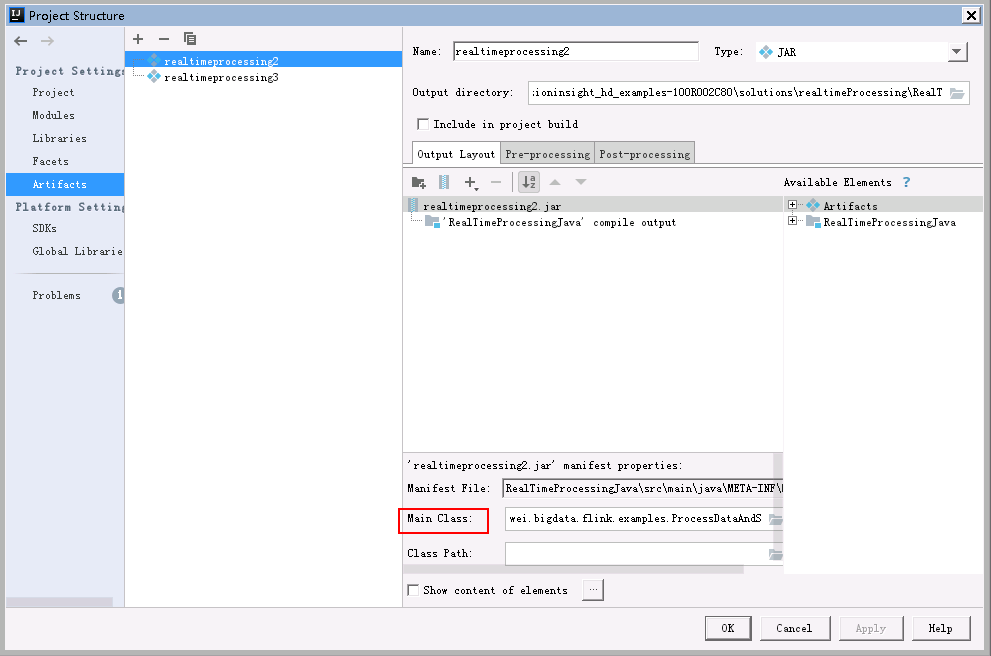 Project Structure
Project Settings
Project
Modules
Libraries
Facets
Artifacts
Platform Setting
SDKs
Global Librarie
Problems
1
realtimeprocessing2
realtimeprocessing3
Name: realtimeprocessing2 Type: JAR
Output directory: :ioninsight_hd_examples-100R002C80\solutions\realtimeProcessing\RealT
Include in project build
Output Layout Pre-processing Post-processing
Available Elements ?
realtimeprocessing2.jar
'RealTimeProcessingJava' compile output
Artifacts
RealTimeProcessingJava
'realtimeprocessing2.jar' manifest properties:
Manifest File: RealTimeProcessingJava\src\main\java\META-INF\
Main Class: wei.bigdata.flink.examples.ProcessDataAndS
Class Path:
Show content of elements ...
OK Cancel Apply Help